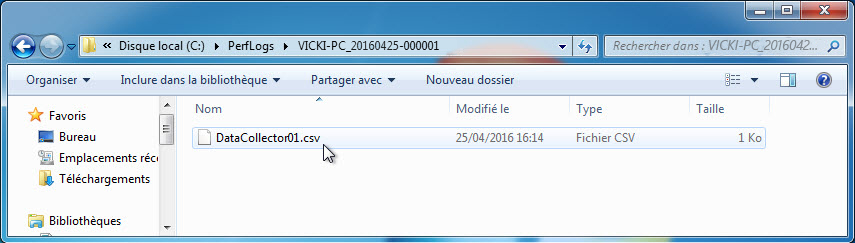 Disque local (C:) ▸ PerfLogs ▸ VICKI-PC_20160425-000001
Rechercher dans : VICKI-PC_2016042...
Organiser Inclure dans la bibliothèque Partager avec Nouveau dossier
Nom Modifié le Type Taille
DataCollector01.csv 25/04/2016 16:14 Fichier CSV 1 Ko
Favoris
Bureau
Emplacements réc
Téléchargements
Bibliothèques